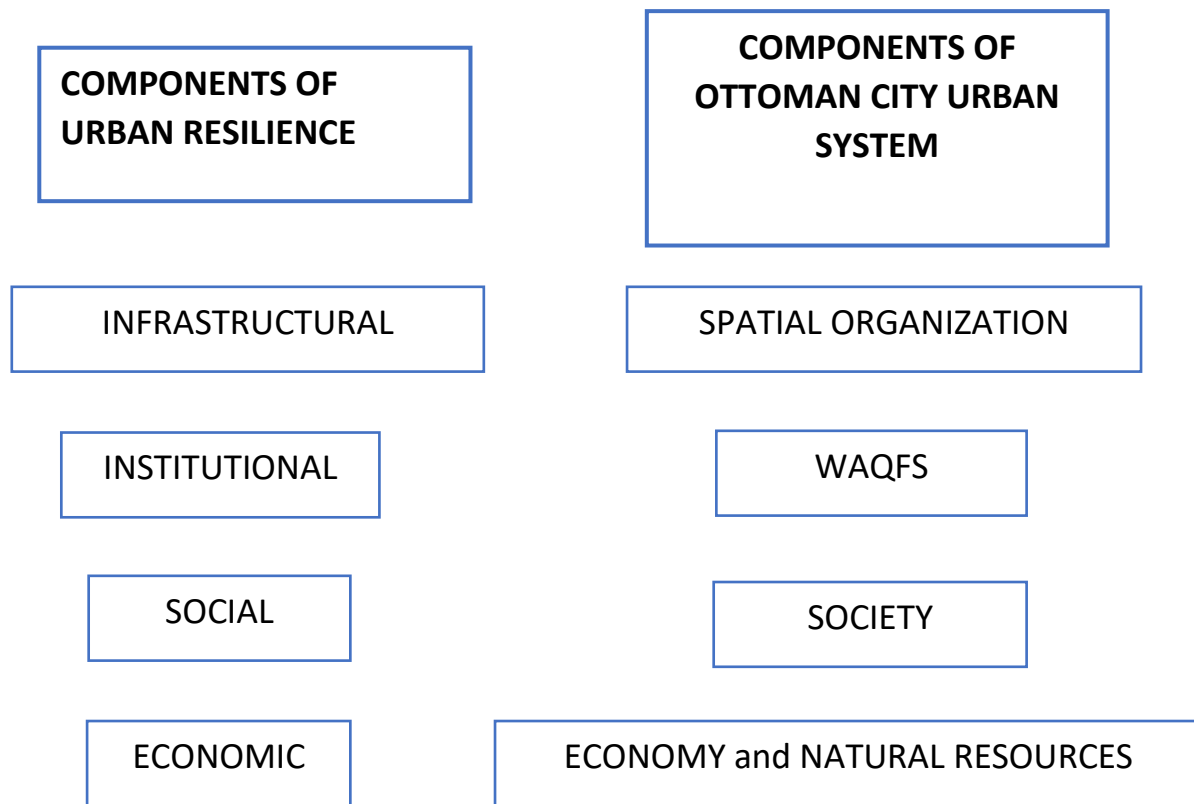 COMPONENTS OF
URBAN RESILIENCE
COMPONENTS OF
OTTOMAN CITY URBAN
SYSTEM
INFRASTRUCTURAL
SPATIAL ORGANIZATION
INSTITUTIONAL
WAQFS
SOCIAL
SOCIETY
ECONOMIC
ECONOMY and NATURAL RESOURCES